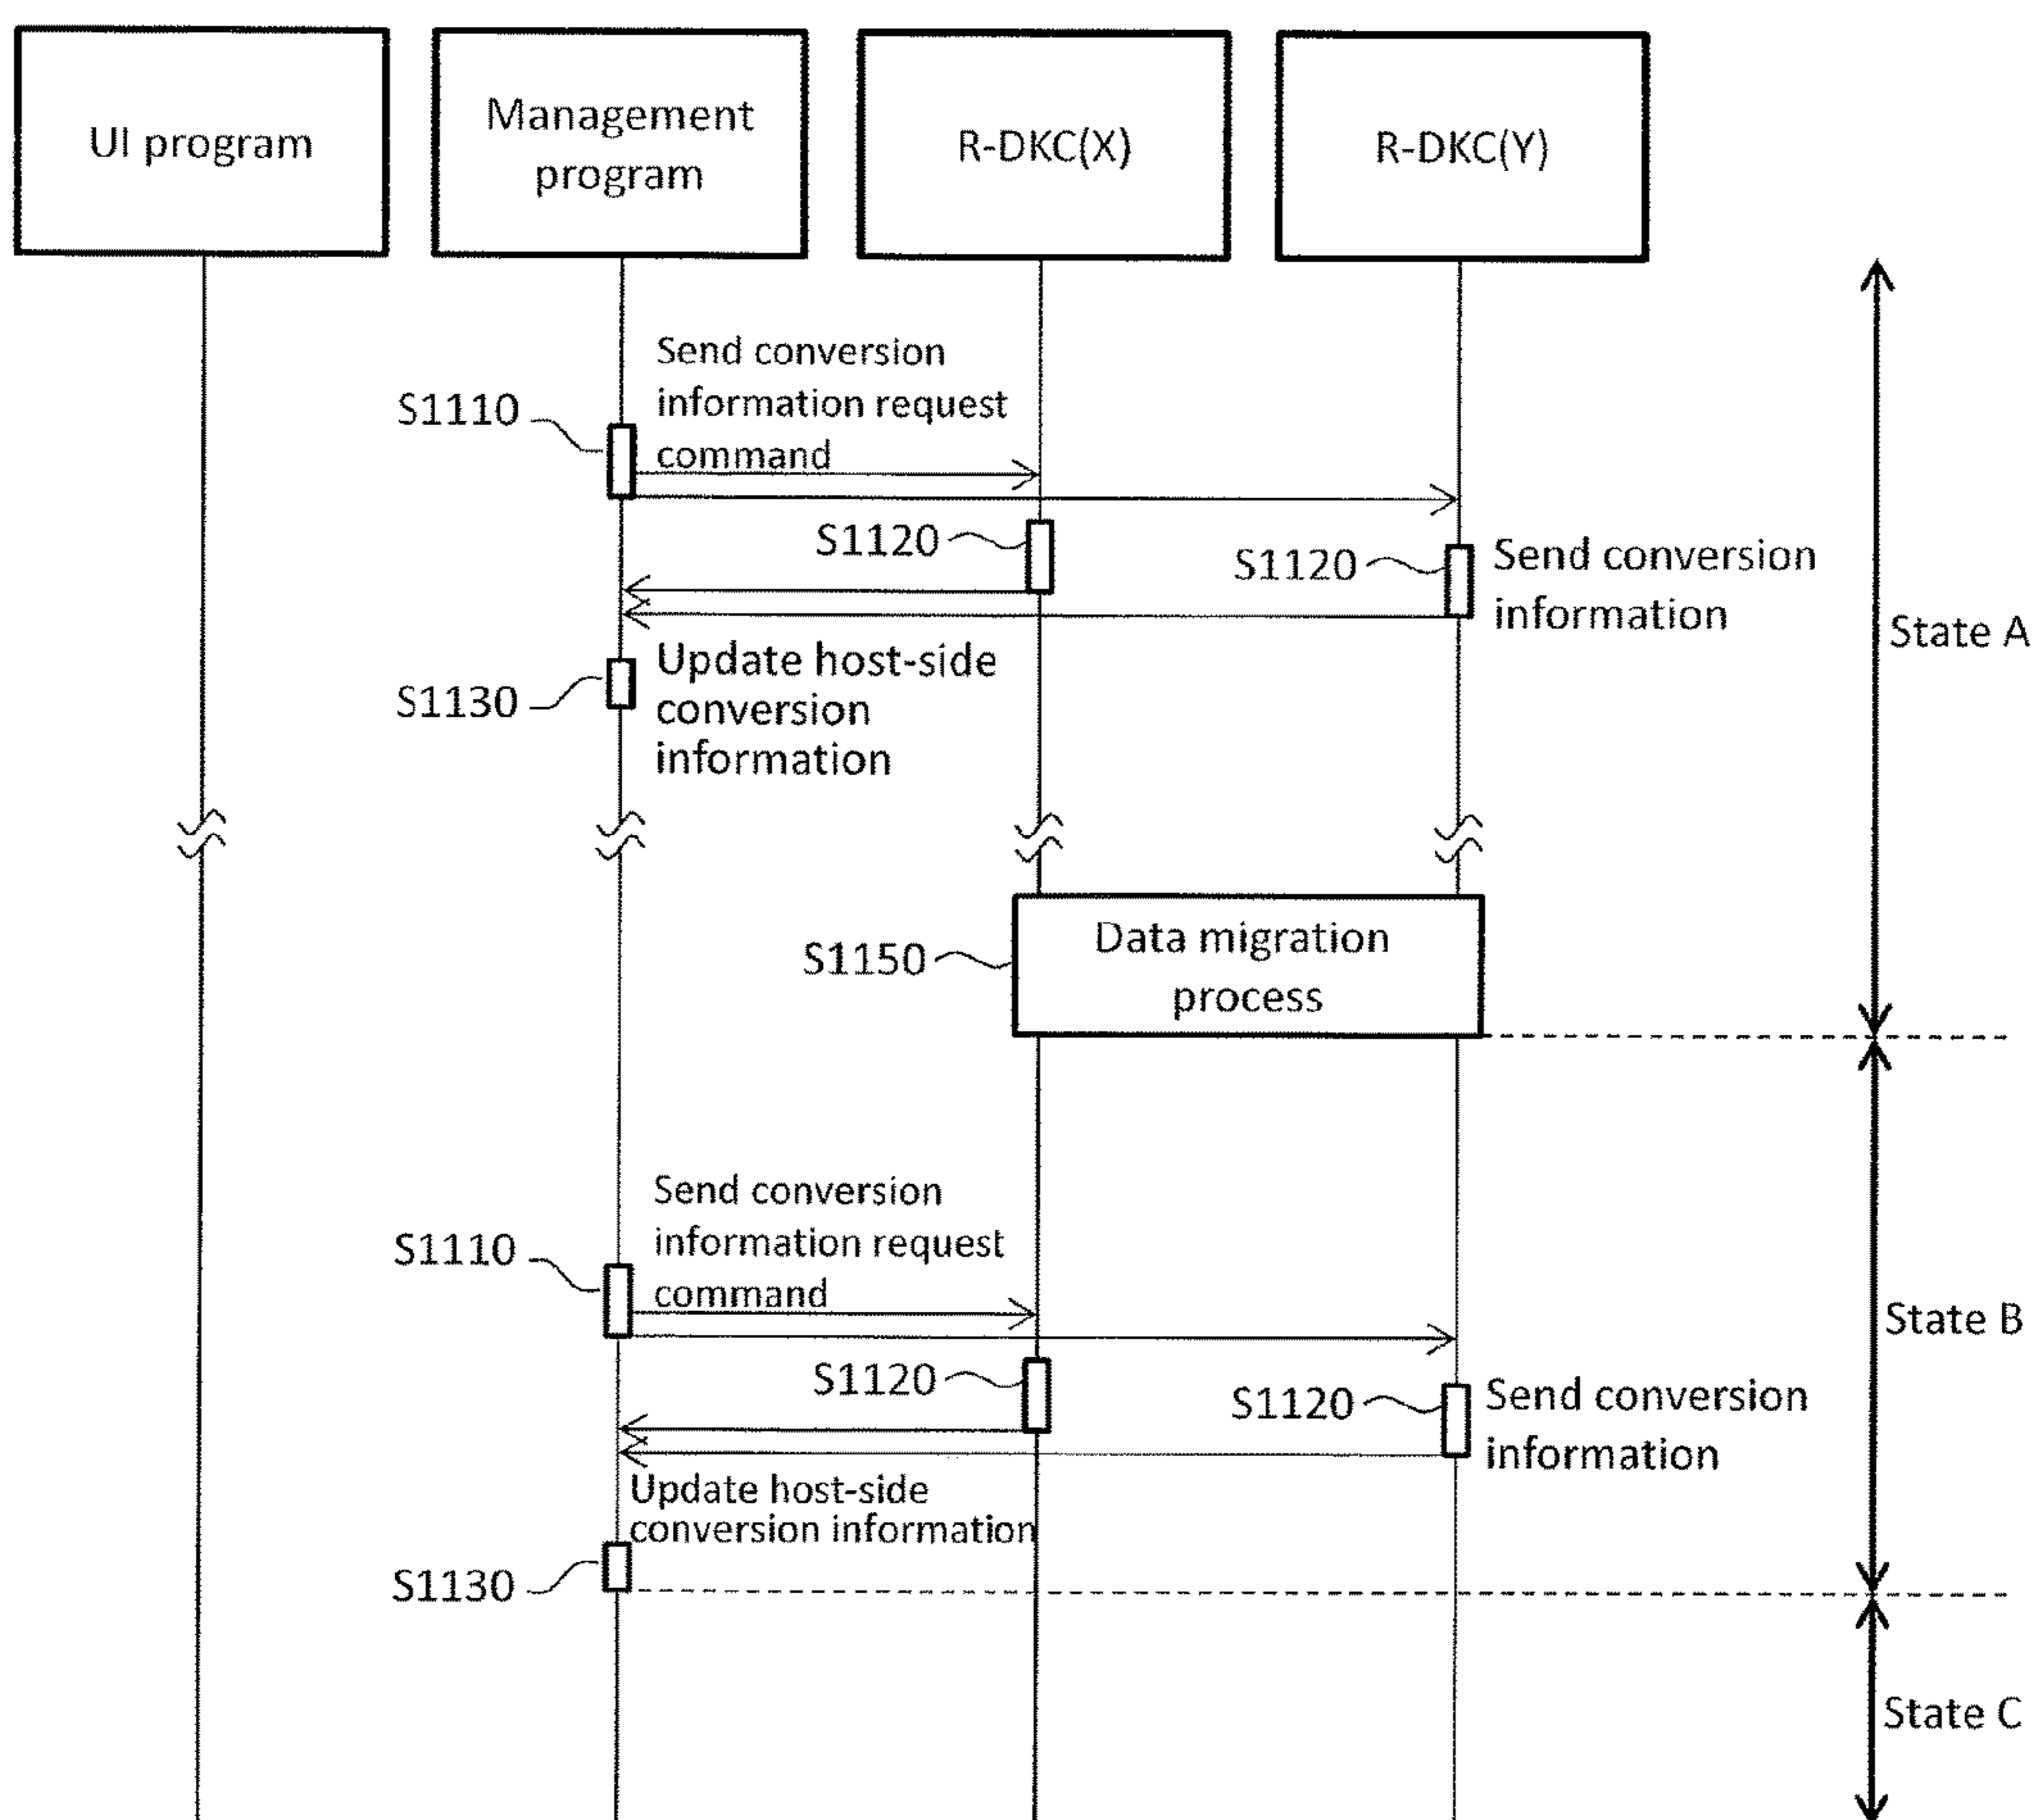 UI program
Management
program
R-DKC(X)
R-DKC(Y)
Send conversion
information request
command
S1110
S1120
S1120
Send conversion
information
State A
S1130
Update host-side
conversion
information
S1150
Data migration
process
Send conversion
information request
command
S1110
State B
S1120
S1120
Send conversion
information
Update host-side
conversion information
S1130
State C